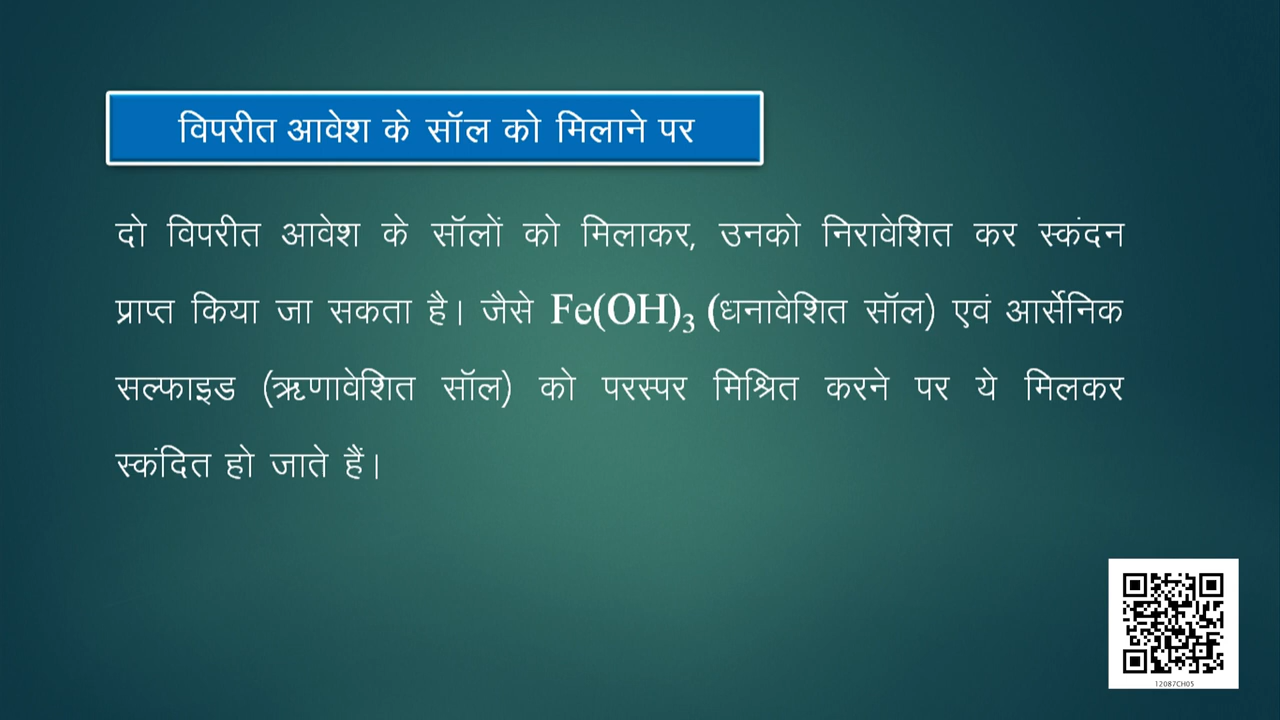 विपरीत आवेश के सॉल को मिलाने पर
दो विपरीत आवेश के सॉलों को मिलाकर, उनको निरावेशित कर स्कंदन
प्राप्त किया जा सकता है। जैसे Fe(OH)₃ (धनावेशित सॉल) एवं आर्सेनिक
सल्फाइड (ऋणावेशित सॉल) को परस्पर मिश्रित करने पर ये मिलकर
स्कंदित हो जाते हैं।
12087CH05